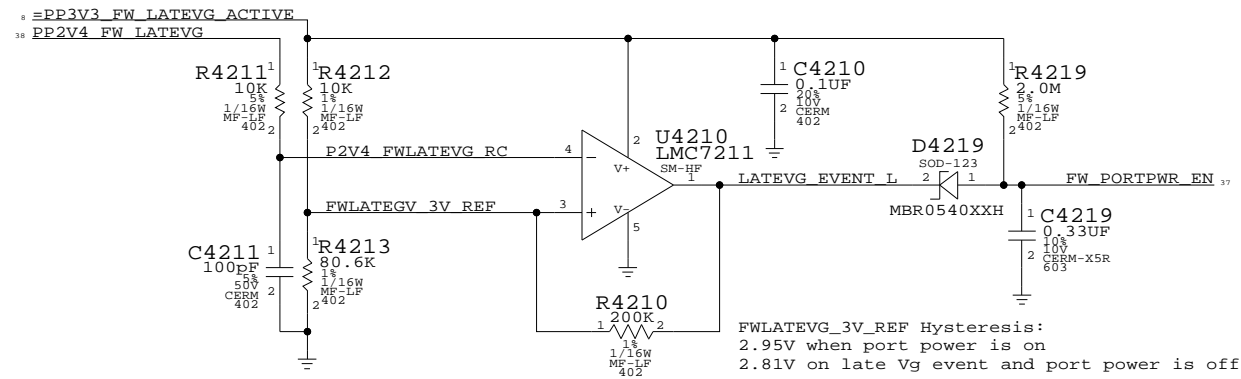 8 =PP3V3_FW_LATEVG_ACTIVE
38 PP2V4_FW_LATEVG
R4211
10K
5%
1/16W
MF-LF
402
1
2
R4212
10K
1%
1/16W
MF-LF
402
1
2
C4210
0.1UF
20%
10V
CERM
402
1
2
R4219
2.0M
5%
1/16W
MF-LF
402
1
2
P2V4_FWLATEVG_RC
4
2
V+
U4210
LMC7211
SM-HF
1
LATEVG_EVENT_L
D4219
SOD-123
2
1
MBR0540XXH
FW_PORTPWR_EN 37
FWLATEGV_3V_REF
3
V-
5
C4211
100pF
5%
50V
CERM
402
1
2
R4213
80.6K
1%
1/16W
MF-LF
402
1
2
C4219
0.33UF
10%
10V
CERM-X5R
603
1
2
R4210
200K
1
2
1%
1/16W
MF-LF
402
FWLATEVG_3V_REF Hysteresis:
2.95V when port power is on
2.81V on late Vg event and port power is off